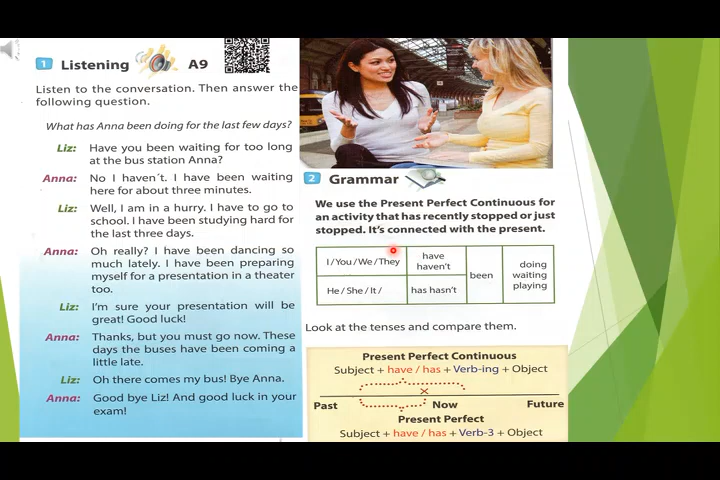 1 Listening A9
Listen to the conversation. Then answer the
following question.
What has Anna been doing for the last few days?
Liz: Have you been waiting for too long
at the bus station Anna?
Anna: No I haven't. I have been waiting
here for about three minutes.
Liz: Well, I am in a hurry. I have to go to
school. I have been studying hard for
the last three days.
Anna: Oh really? I have been dancing so
much lately. I have been preparing
myself for a presentation in a theater
too.
Liz: I'm sure your presentation will be
great! Good luck!
Anna: Thanks, but you must go now. These
days the buses have been coming a
little late.
Liz: Oh there comes my bus! Bye Anna.
Anna: Good bye Liz! And good luck in your
exam!
2 Grammar
We use the Present Perfect Continuous for
an activity that has recently stopped or just
stopped. It's connected with the present.
I / You / We / They
have
haven't
He / She / It /
has hasn't
been
doing
waiting
playing
Look at the tenses and compare them.
Present Perfect Continuous
Subject + have / has + Verb-ing + Object
Past Now Future
Present Perfect
Subject + have / has + Verb-3 + Object